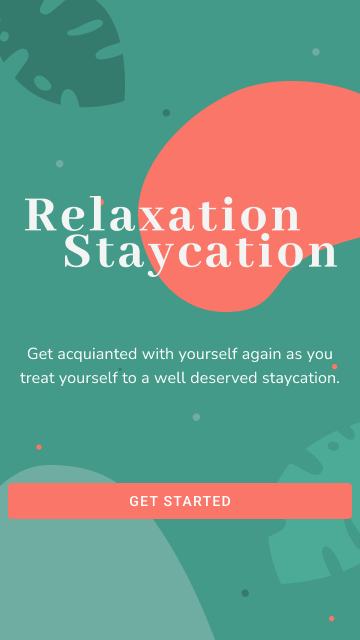 Relaxation
Staycation
Get acquianted with yourself again as you
treat yourself to a well deserved staycation.
GET STARTED